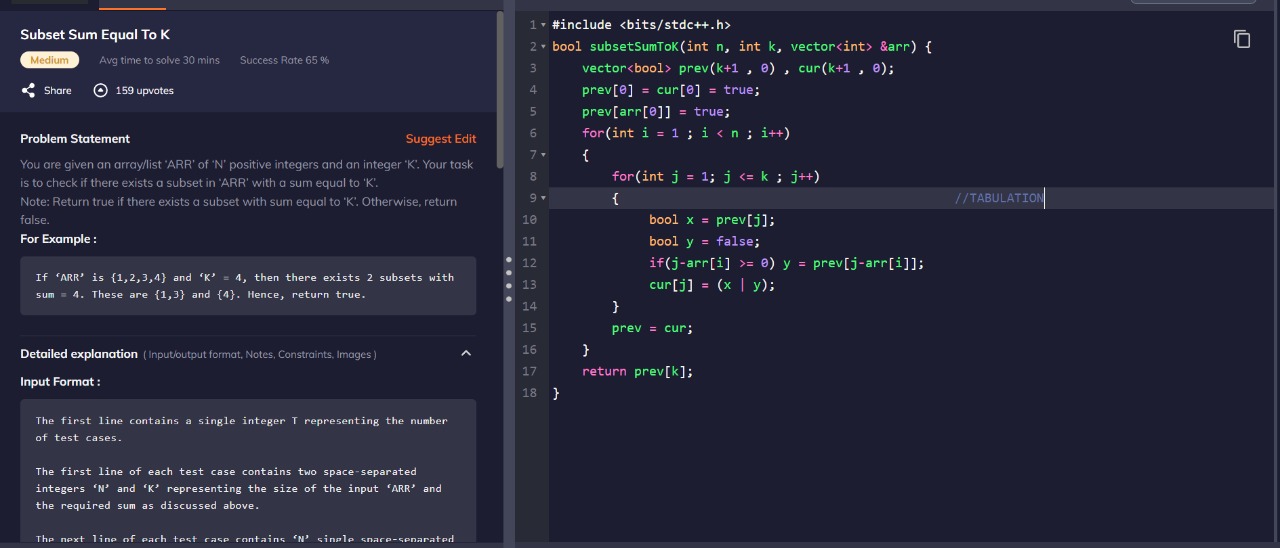 Subset Sum Equal To K
Medium Avg time to solve 30 mins Success Rate 65 %
Share 159 upvotes
Problem Statement Suggest Edit
You are given an array/list ‘ARR’ of ‘N’ positive integers and an integer ‘K’. Your task
is to check if there exists a subset in ‘ARR’ with a sum equal to ‘K’.
Note: Return true if there exists a subset with sum equal to ‘K’. Otherwise, return
false.
For Example :
If ‘ARR’ is {1,2,3,4} and ‘K’ = 4, then there exists 2 subsets with
sum = 4. These are {1,3} and {4}. Hence, return true.
Detailed explanation ( Input/output format, Notes, Constraints, Images )
Input Format :
The first line contains a single integer T representing the number
of test cases.
The first line of each test case contains two space-separated
integers ‘N’ and ‘K’ representing the size of the input ‘ARR’ and
the required sum as discussed above.
The next line of each test case contains ‘N’ single space-separated
1 #include <bits/stdc++.h>
2 bool subsetSumToK(int n, int k, vector<int> &arr) {
3 vector<bool> prev(k+1 , 0) , cur(k+1 , 0);
4 prev[0] = cur[0] = true;
5 prev[arr[0]] = true;
6 for(int i = 1 ; i < n ; i++)
7 {
8 for(int j = 1; j <= k ; j++)
9 { //TABULATION
10 bool x = prev[j];
11 bool y = false;
12 if(j-arr[i] >= 0) y = prev[j-arr[i]];
13 cur[j] = (x | y);
14 }
15 prev = cur;
16 }
17 return prev[k];
18 }